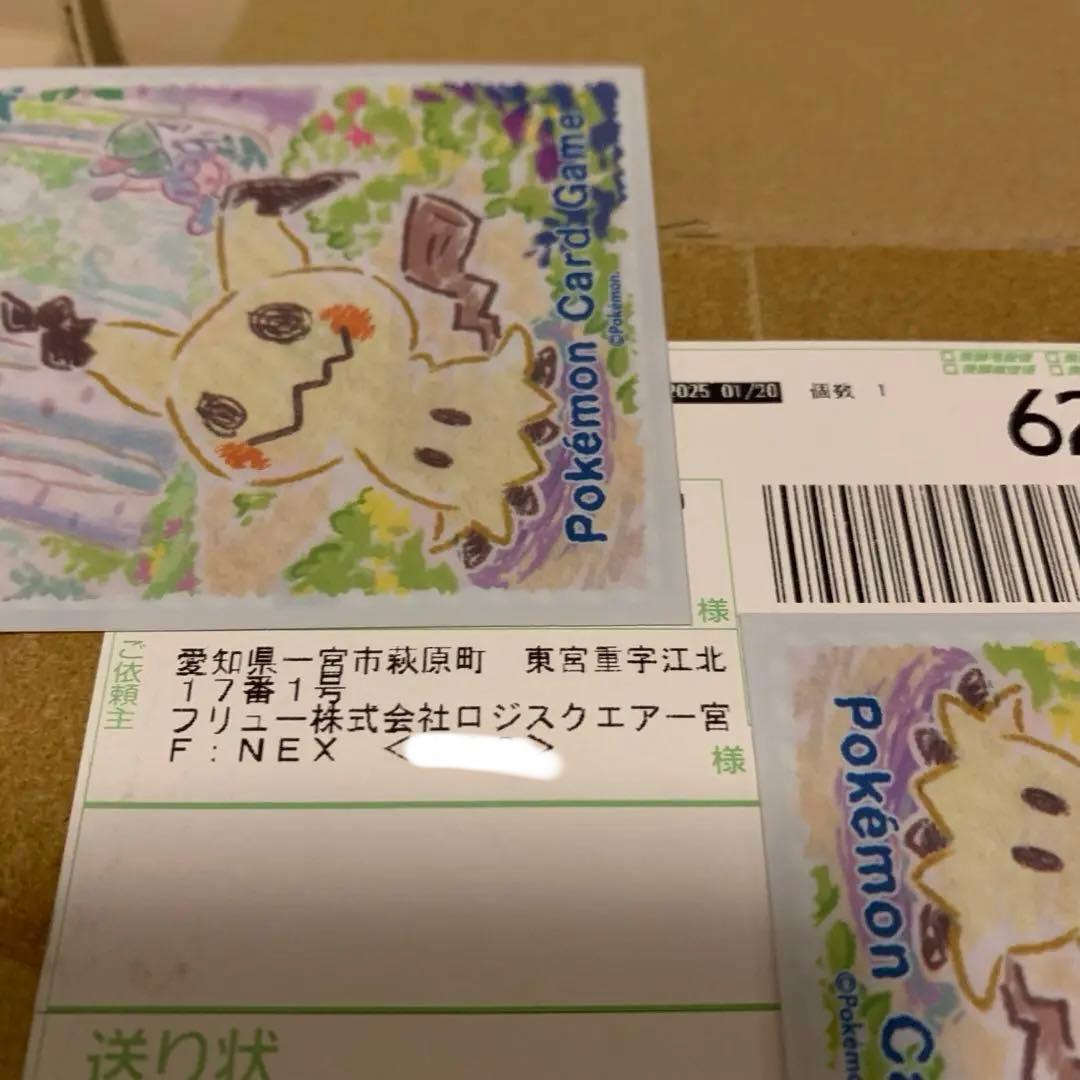 Pokémon Card Game
©Pokémon.
2025 01/20 個数 1
62
様
ご依頼主
愛知県一宮市萩原町 東宮重字江北
17番1号
フリュー株式会社ロジスクエア一宮
F:NEX < >
様
送り状
Pokémon Ca
©Pokém